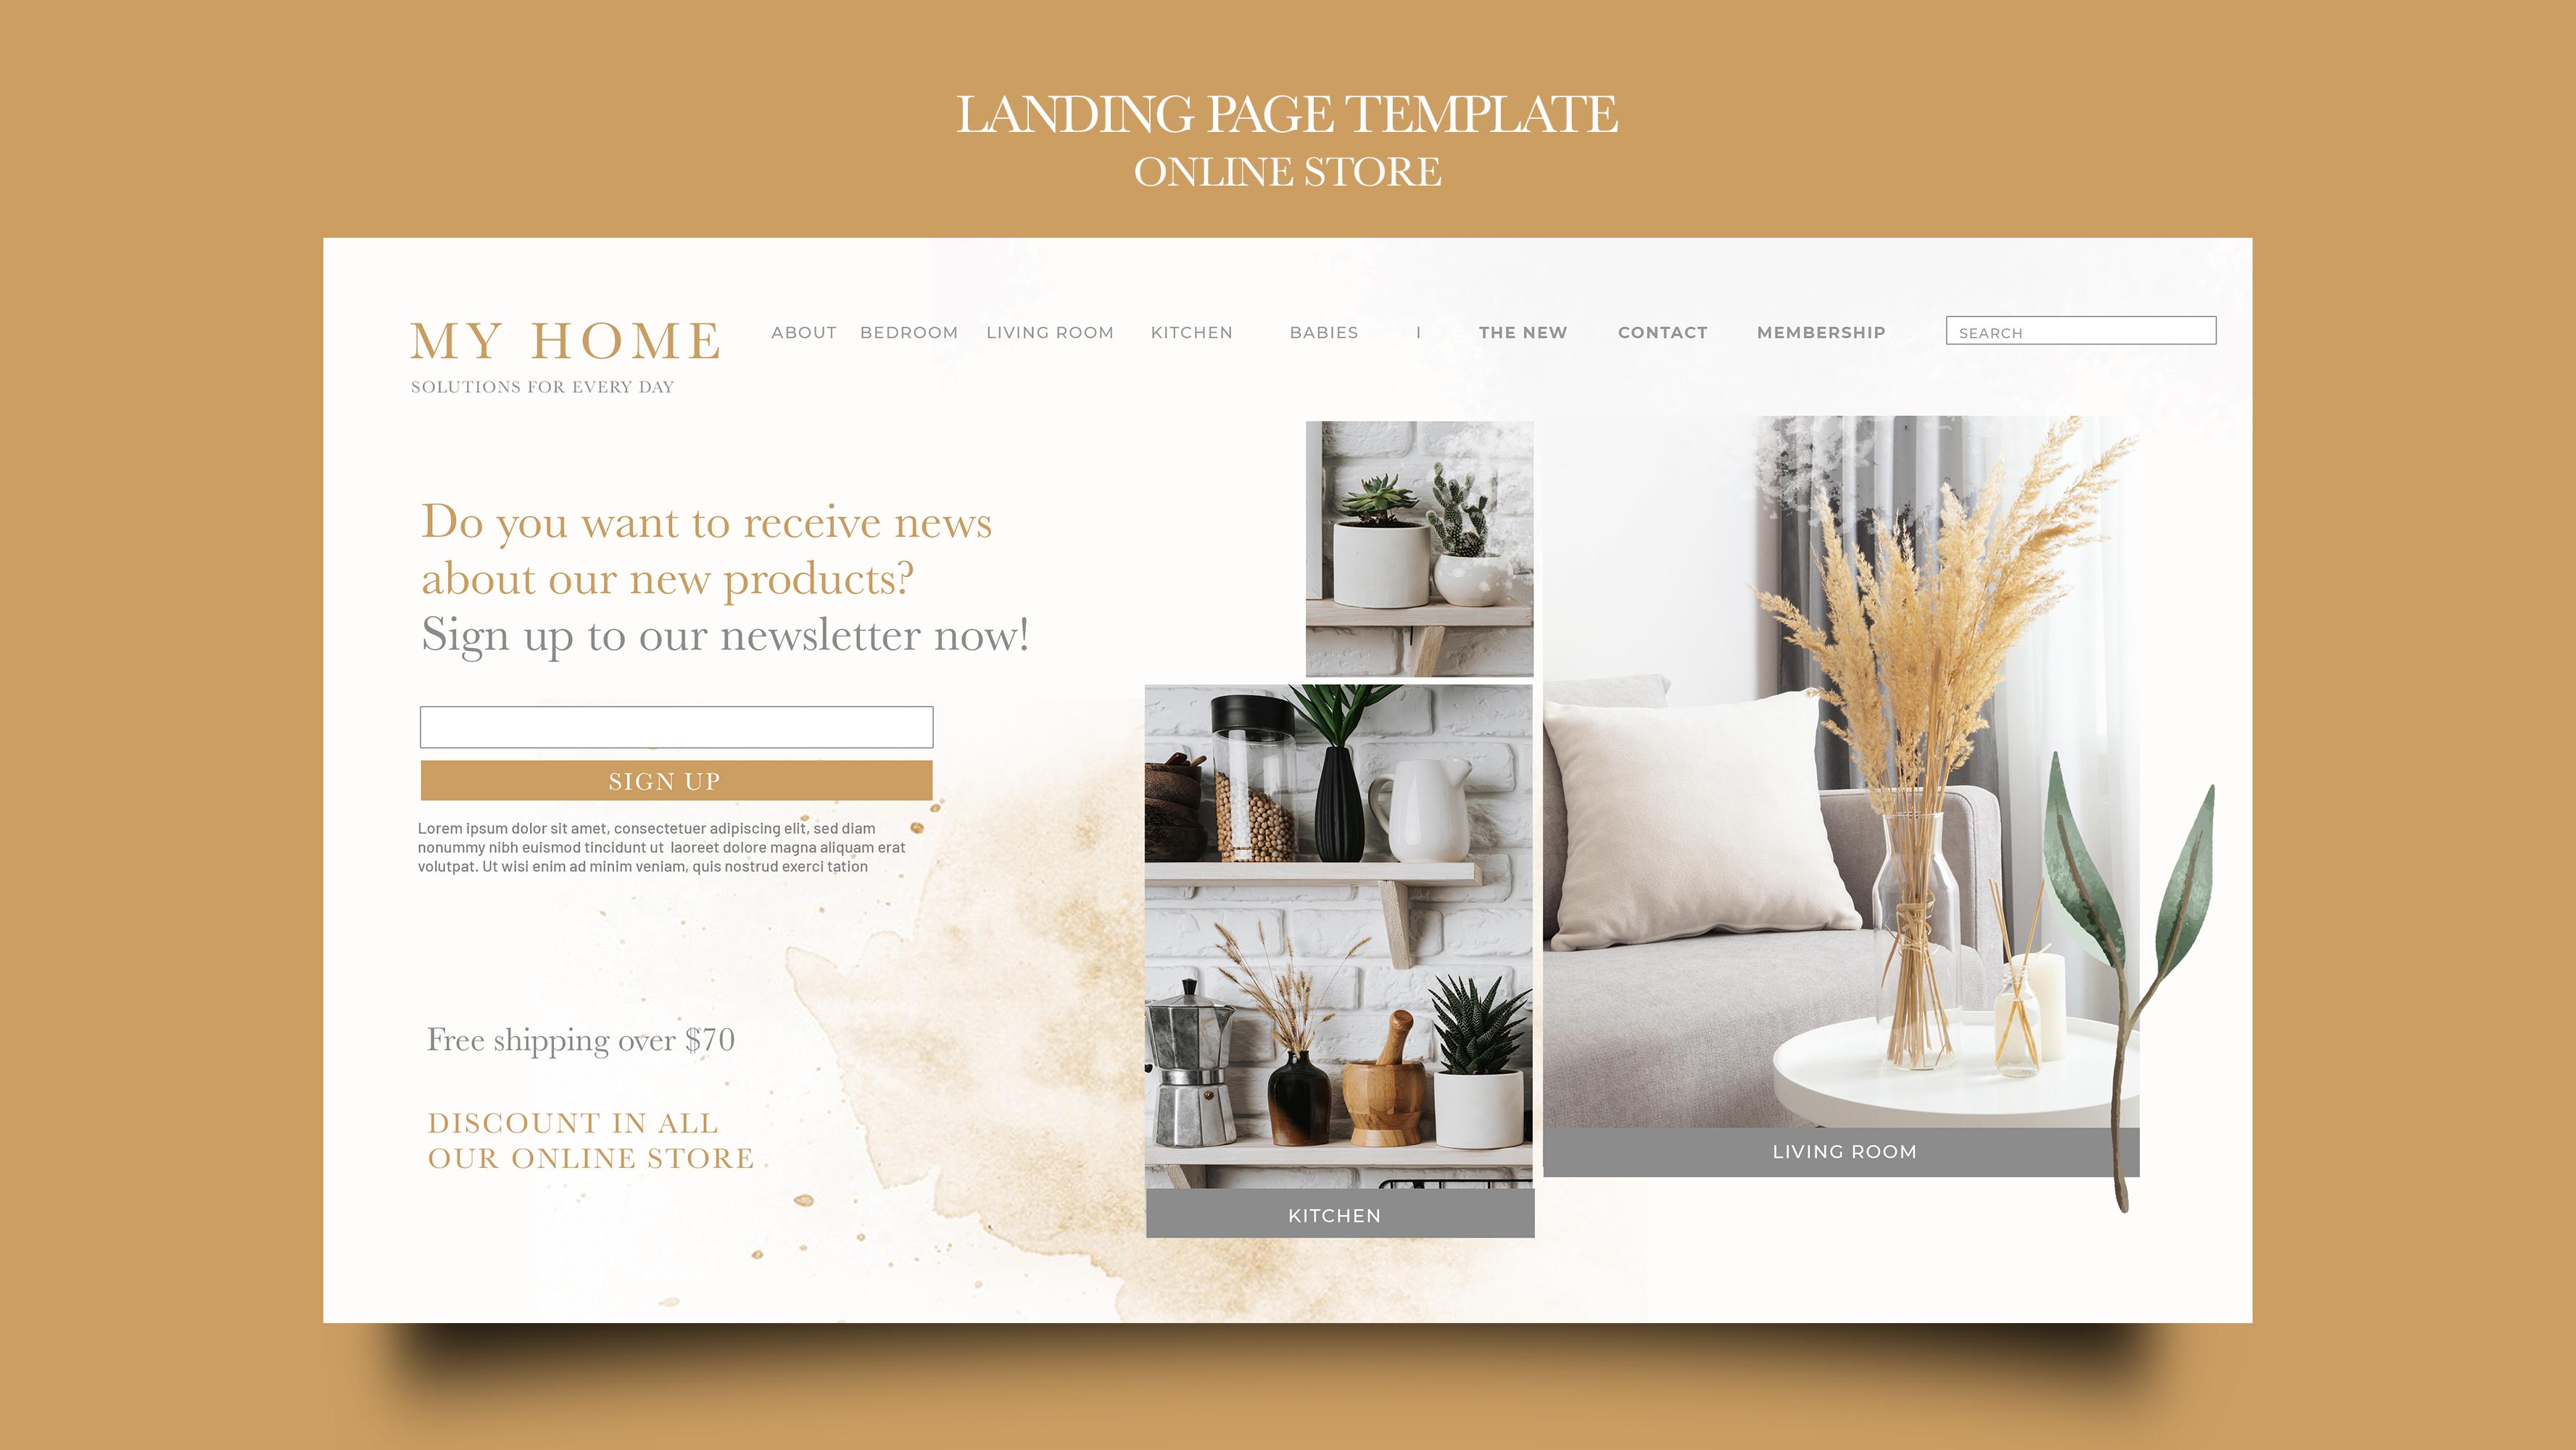 LANDING PAGE TEMPLATE
ONLINE STORE
MY HOME
SOLUTIONS FOR EVERY DAY
ABOUT BEDROOM LIVING ROOM KITCHEN BABIES I THE NEW CONTACT MEMBERSHIP SEARCH
Do you want to receive news
about our new products?
Sign up to our newsletter now!
SIGN UP
Lorem ipsum dolor sit amet, consectetuer adipiscing elit, sed diam
nonummy nibh euismod tincidunt ut laoreet dolore magna aliquam erat
volutpat. Ut wisi enim ad minim veniam, quis nostrud exerci tation
Free shipping over $70
DISCOUNT IN ALL
OUR ONLINE STORE
KITCHEN
LIVING ROOM